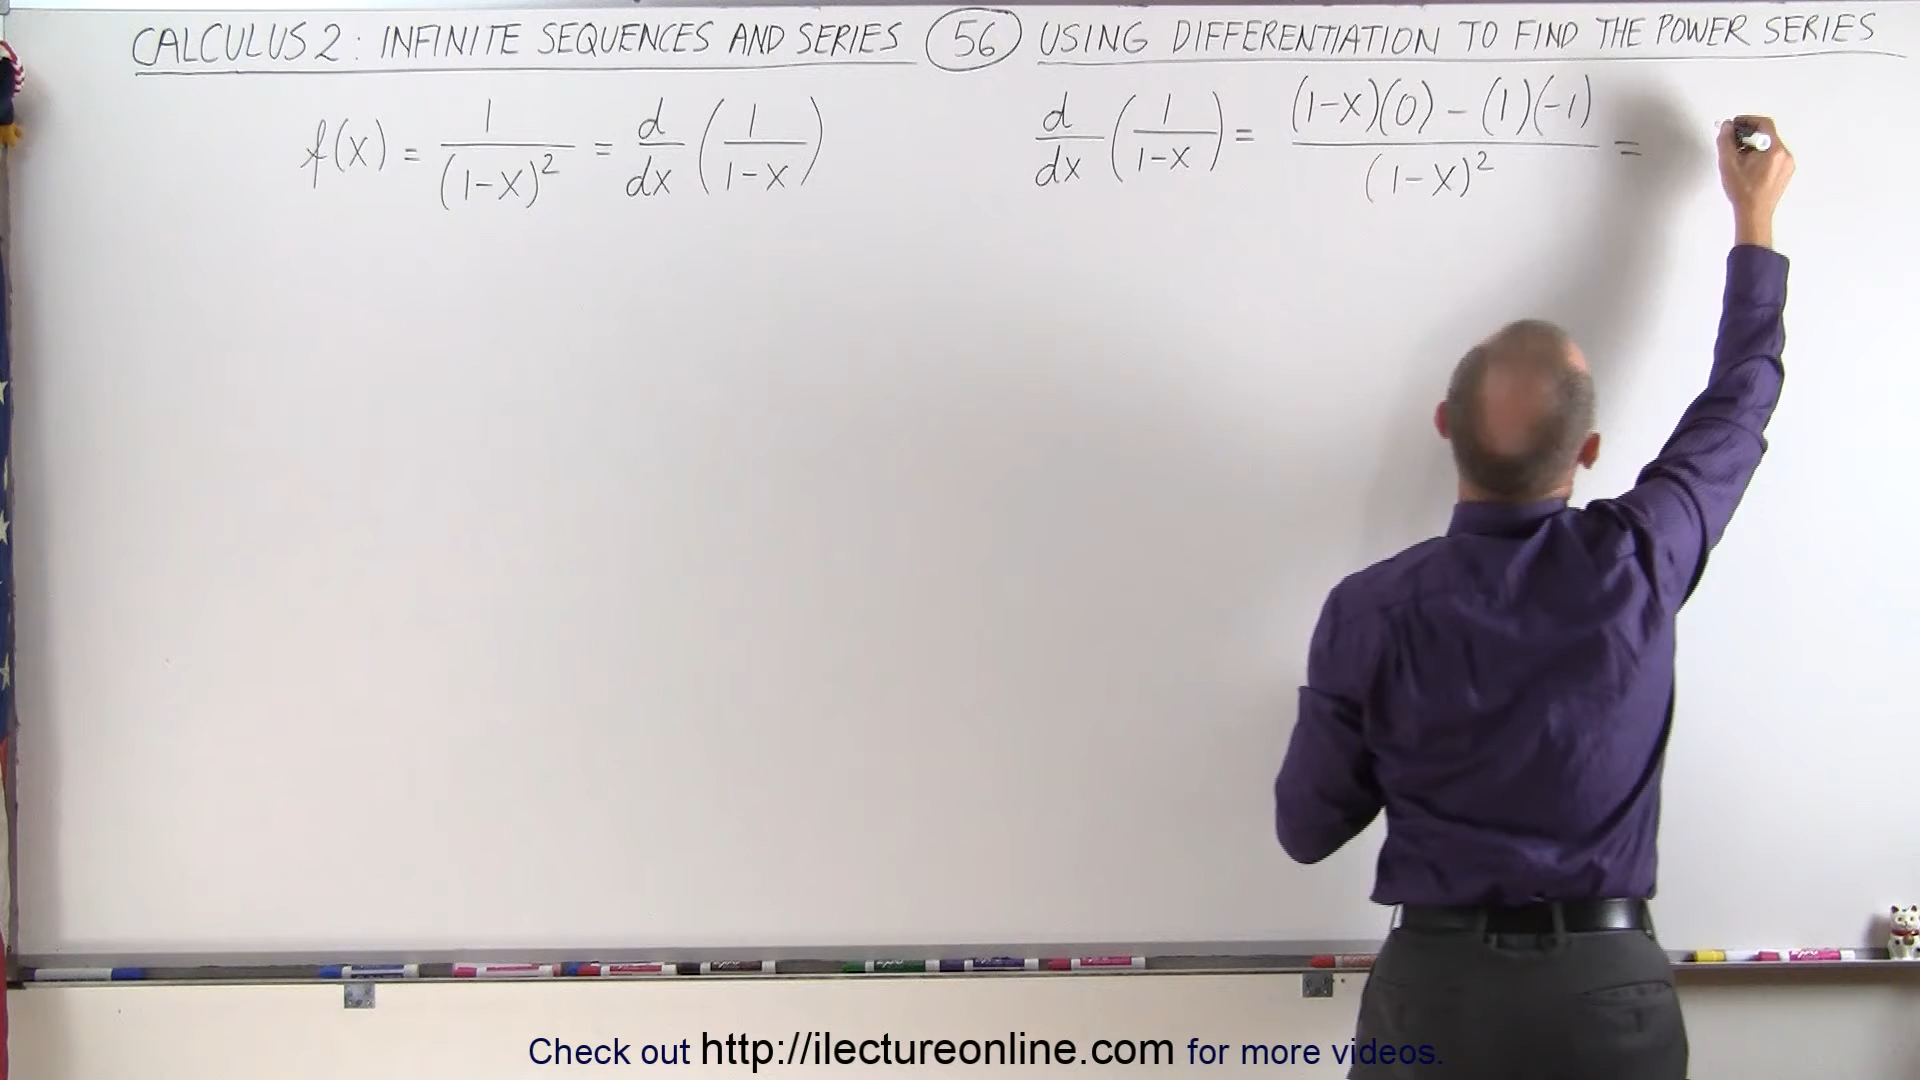 CALCULUS 2: INFINITE SEQUENCES AND SERIES 56 USING DIFFERENTIATION TO FIND THE POWER SERIES
f(x) = 1/(1-x)² = d/dx (1/(1-x))
d/dx (1/(1-x)) = ((1-x)(0) - (1)(-1))/(1-x)² =
Check out http://ilectureonline.com for more videos.